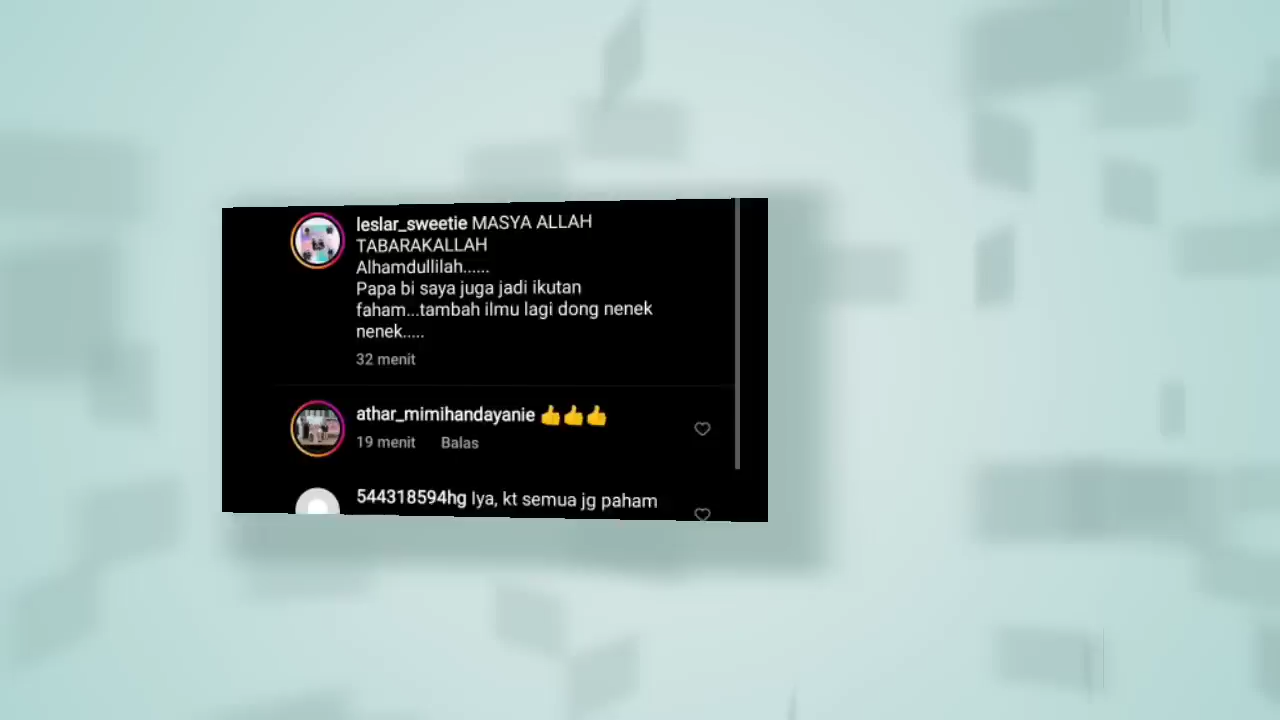 leslar_sweetie MASYA ALLAH
TABARAKALLAH
Alhamdullilah......
Papa bi saya juga jadi ikutan
faham...tambah ilmu lagi dong nenek
nenek.....
32 menit
athar_mimihandayanie 👍👍👍
19 menit Balas
544318594hg Iya, kt semua jg paham